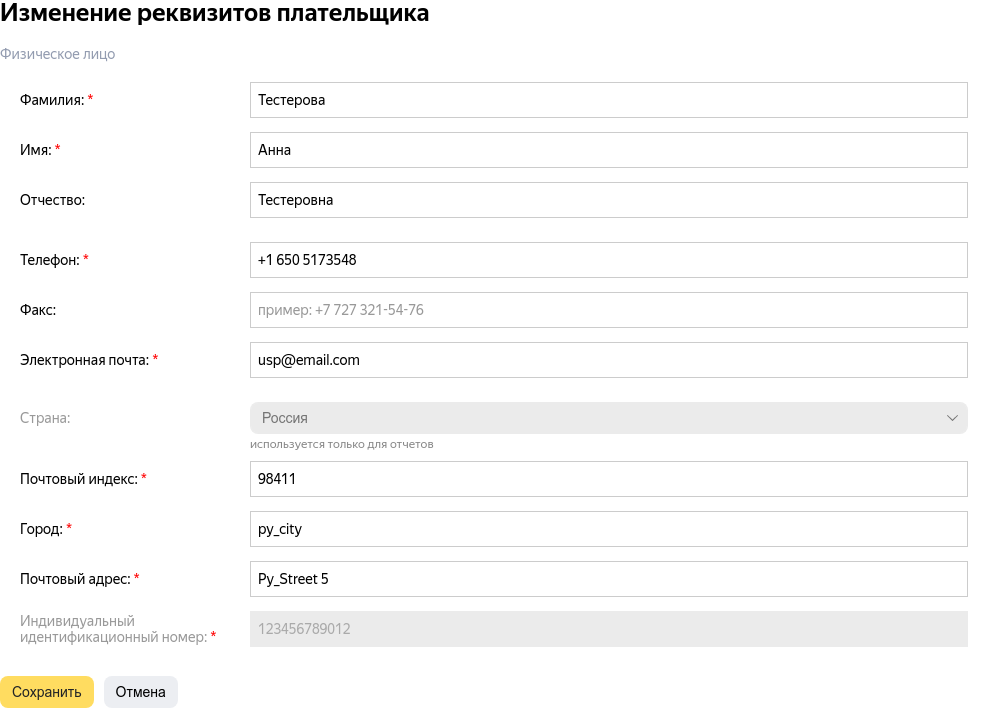 Изменение реквизитов плательщика
Физическое лицо
Фамилия: * Тестерова
Имя: * Анна
Отчество: Тестеровна
Телефон: * +1 650 5173548
Факс: пример: +7 727 321-54-76
Электронная почта: * usp@email.com
Страна: Россия
используется только для отчетов
Почтовый индекс: * 98411
Город: * py_city
Почтовый адрес: * Py_Street 5
Индивидуальный
идентификационный номер: * 123456789012
Сохранить Отмена